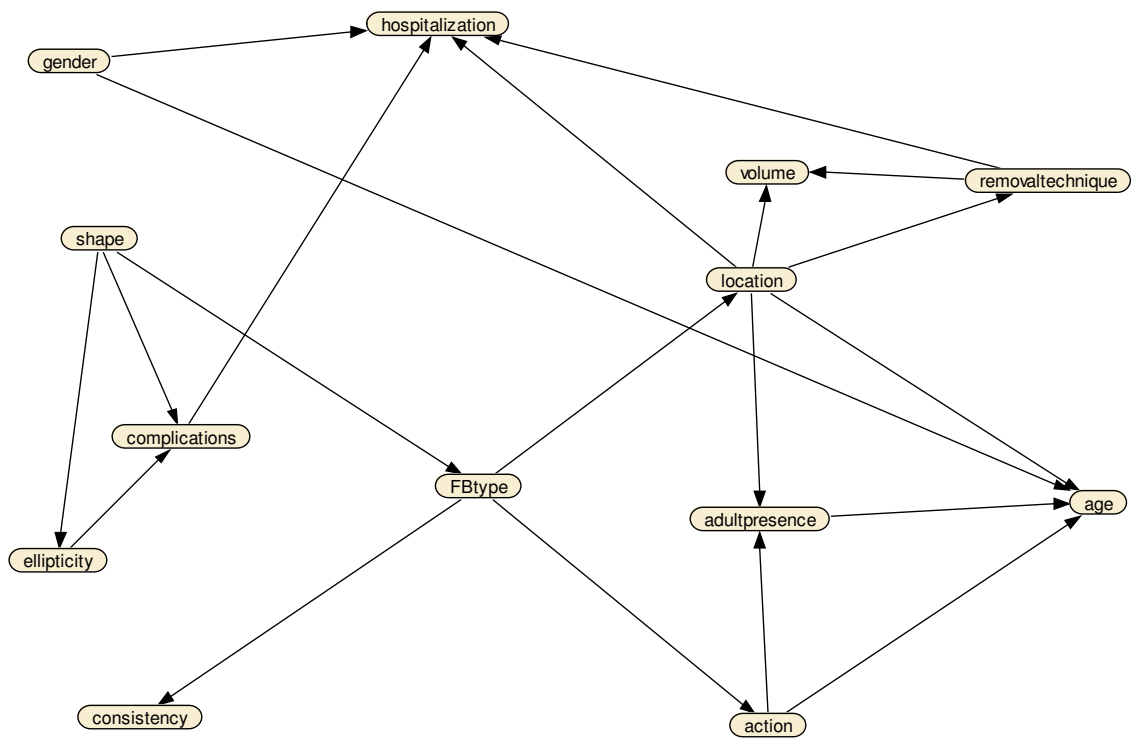 hospitalization
gender
volume
removaltechnique
shape
location
complications
FBtype
age
adultpresence
ellipticity
consistency
action